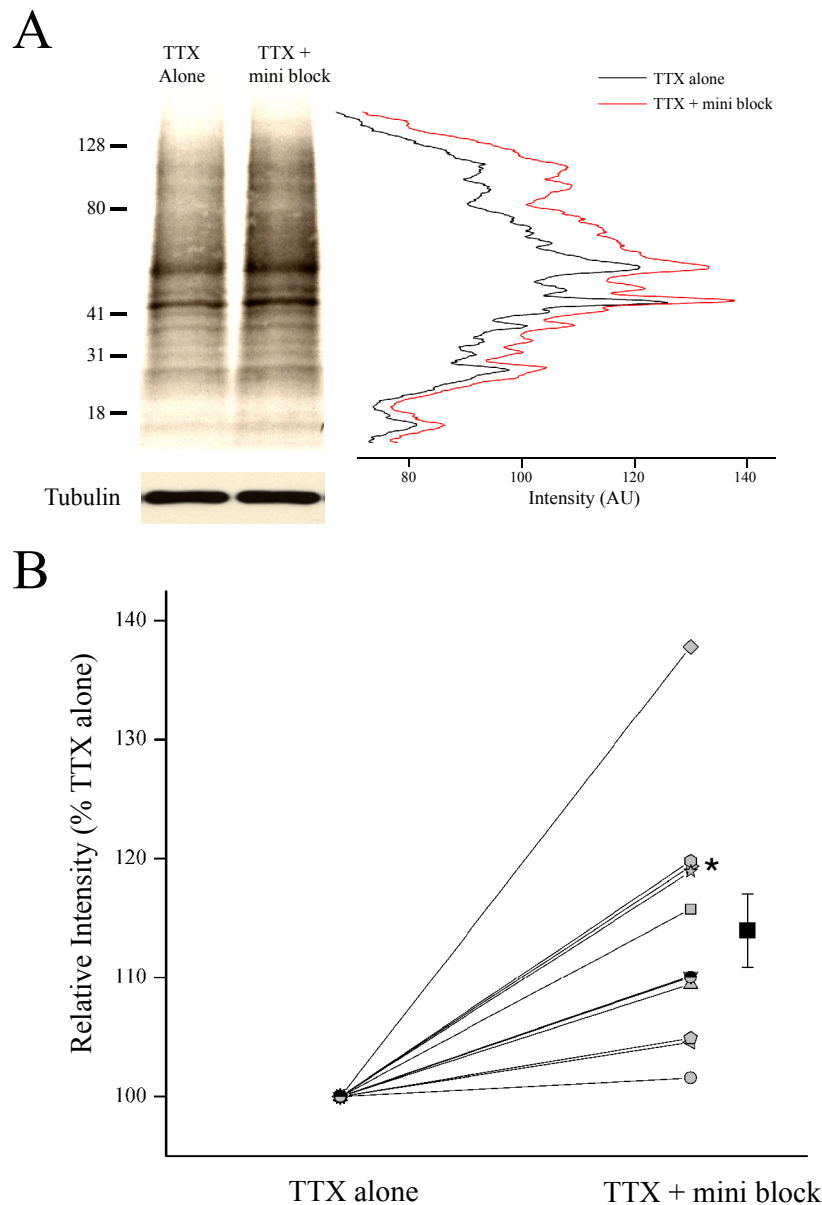 A
TTX
Alone
TTX +
mini block
TTX alone
TTX + mini block
128
80
41
31
18
80 100 120 140
Intensity (AU)
Tubulin
B
140
130
120
110
100
*
Relative Intensity (% TTX alone)
TTX alone
TTX + mini block